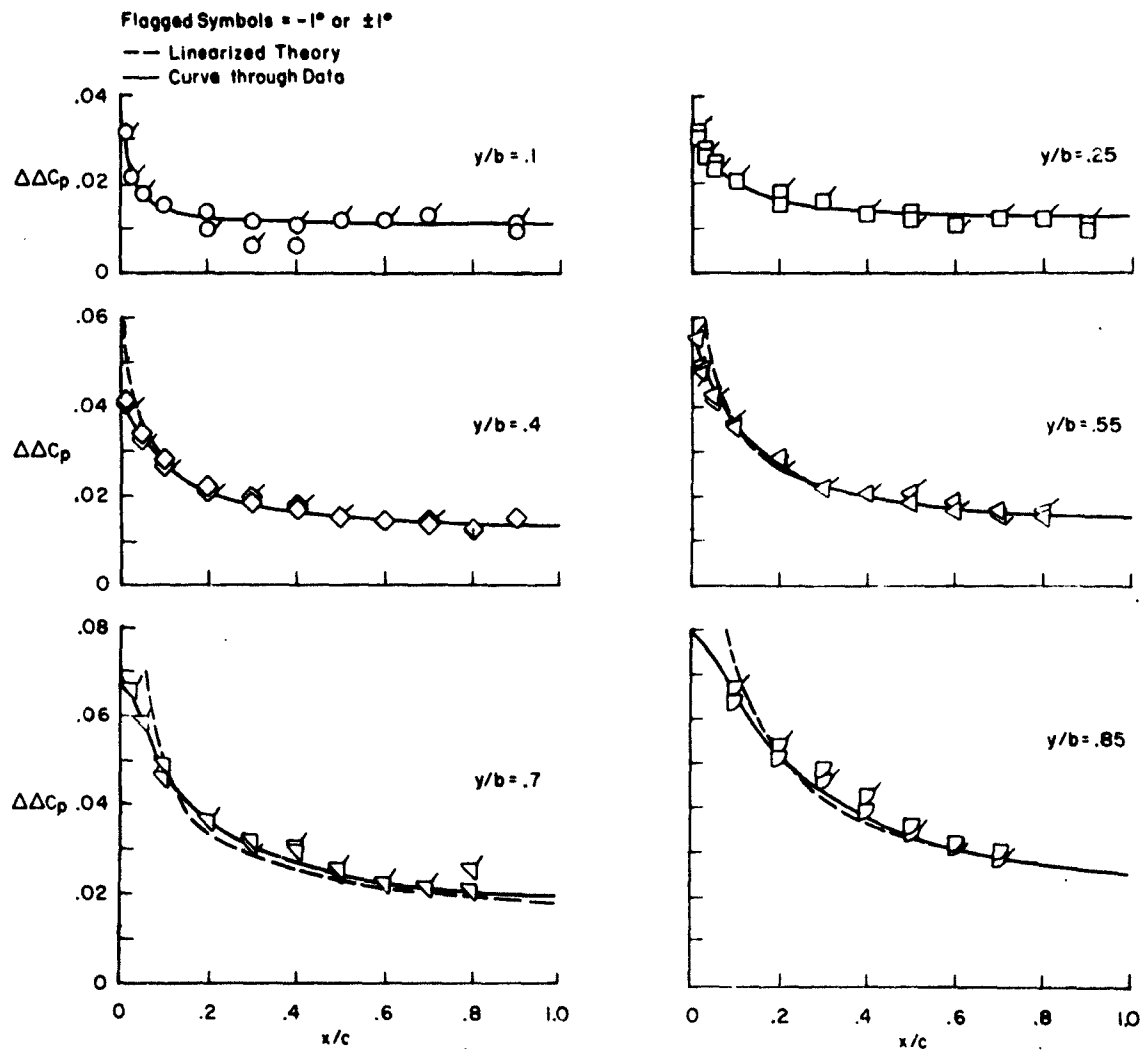 Flagged Symbols = -1° or ±1°
Linearized Theory
Curve through Data
.04
ΔΔCp .02
0
y/b = .1
y/b = .25
.06
.04
ΔΔCp
.02
0
y/b = .4
y/b = .55
.08
.06
ΔΔCp .04
.02
0
y/b = .7
y/b = .85
0 .2 .4 .6 .8 1.0
x/c
0 .2 .4 .6 .8 1.0
x/c